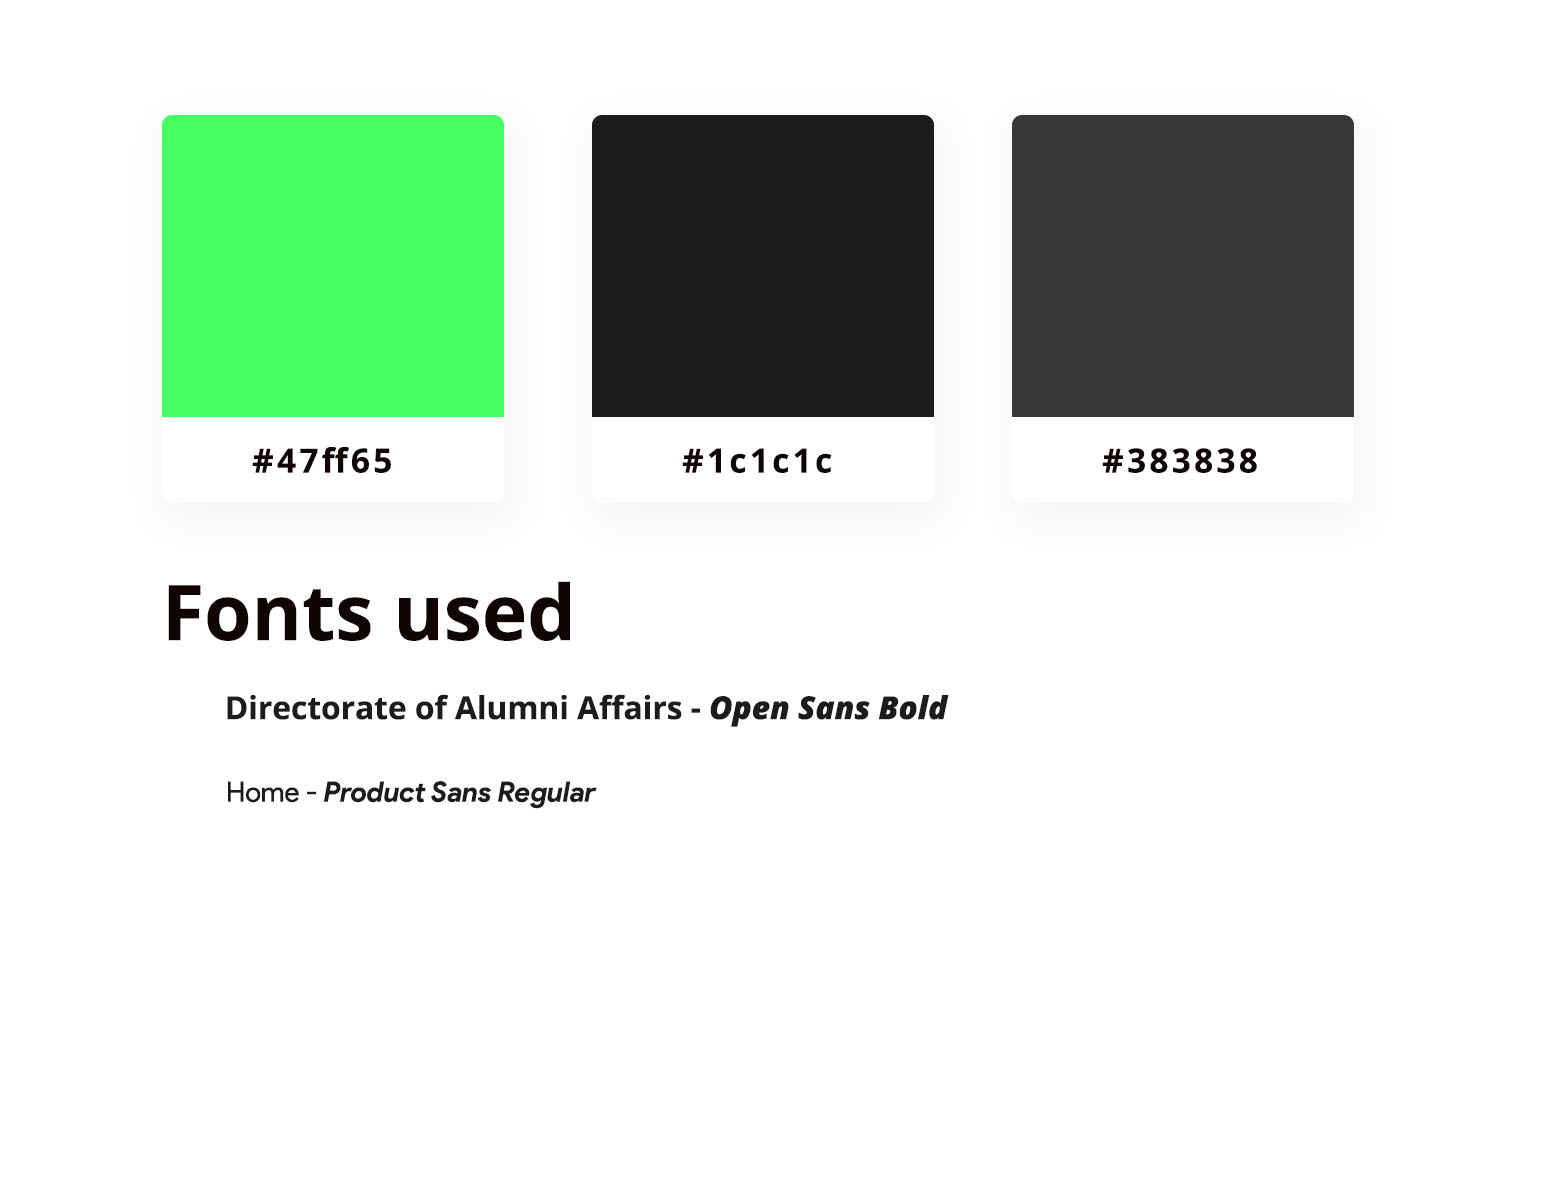 #47ff65
#1c1c1c
#383838
Fonts used
Directorate of Alumni Affairs - Open Sans Bold
Home - Product Sans Regular